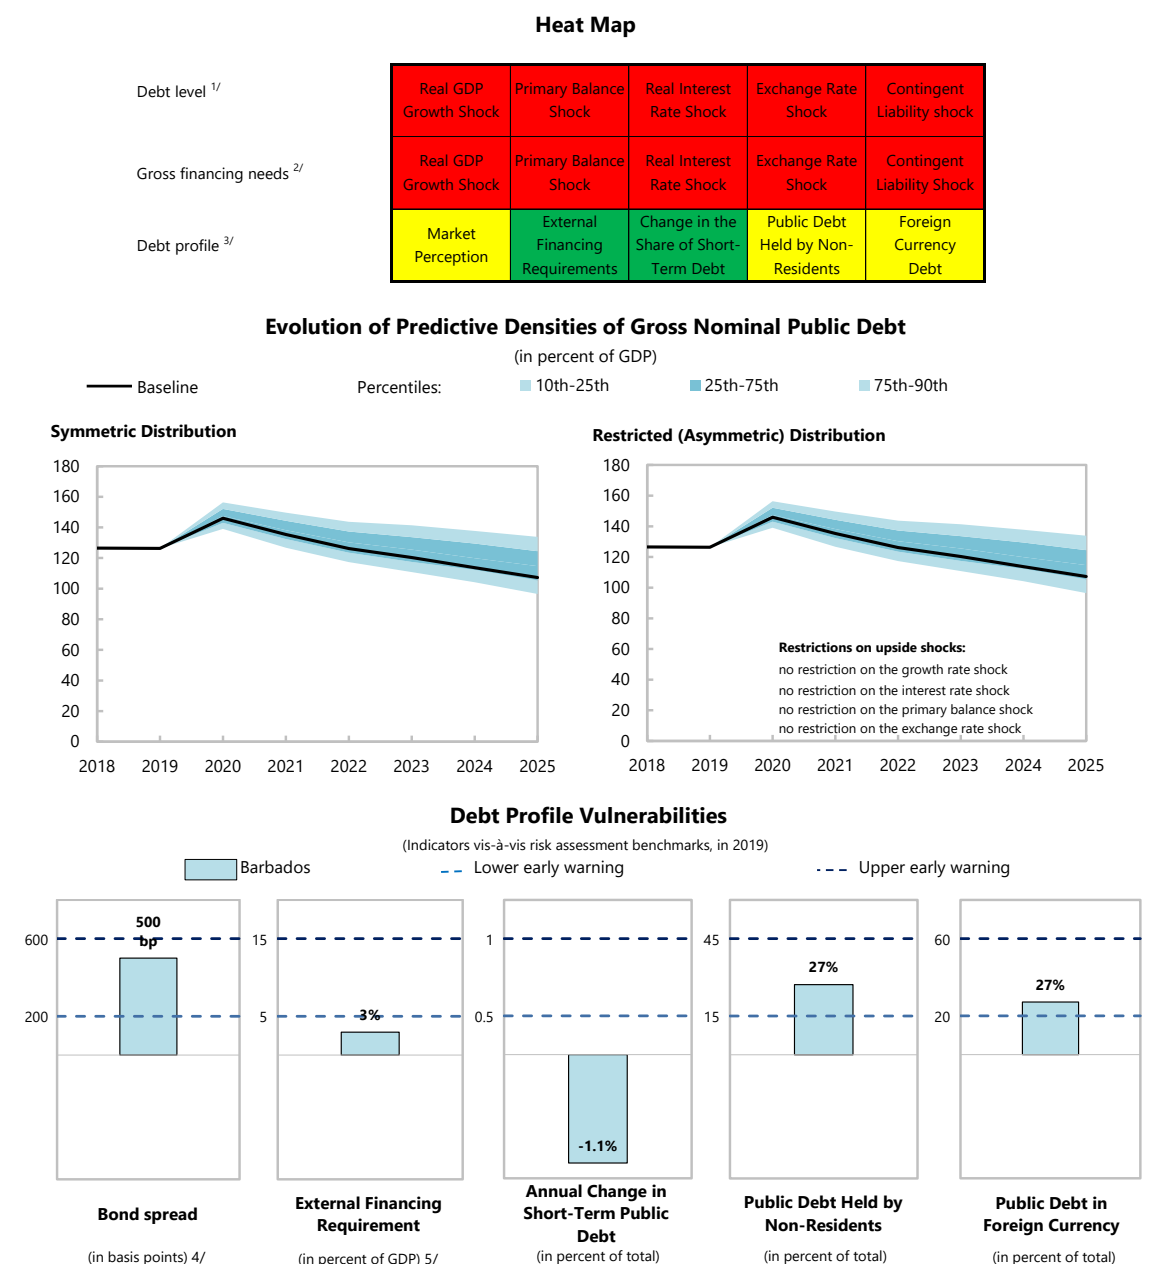 Heat Map
Debt level 1/
Real GDP
Growth Shock
Primary Balance
Shock
Real Interest
Rate Shock
Exchange Rate
Shock
Contingent
Liability shock
Gross financing needs 2/
Real GDP
Growth Shock
Primary Balance
Shock
Real Interest
Rate Shock
Exchange Rate
Shock
Contingent
Liability Shock
Debt profile 3/
Market
Perception
External
Financing
Requirements
Change in the
Share of Short-
Term Debt
Public Debt
Held by Non-
Residents
Foreign
Currency
Debt
Evolution of Predictive Densities of Gross Nominal Public Debt
(in percent of GDP)
Baseline
Percentiles:
10th-25th
25th-75th
75th-90th
Symmetric Distribution
180
160
140
120
100
80
60
40
20
0
2018 2019 2020 2021 2022 2023 2024 2025
Restricted (Asymmetric) Distribution
180
160
140
120
100
80
60
40
20
0
Restrictions on upside shocks:
no restriction on the growth rate shock
no restriction on the interest rate shock
no restriction on the primary balance shock
no restriction on the exchange rate shock
2018 2019 2020 2021 2022 2023 2024 2025
Debt Profile Vulnerabilities
(Indicators vis-à-vis risk assessment benchmarks, in 2019)
Barbados
Lower early warning
Upper early warning
600
200
500
bp
Bond spread
(in basis points) 4/
15
5
3%
External Financing
Requirement
(in percent of GDP) 5/
1
0.5
-1.1%
Annual Change in
Short-Term Public
Debt
(in percent of total)
45
15
27%
Public Debt Held by
Non-Residents
(in percent of total)
60
20
27%
Public Debt in
Foreign Currency
(in percent of total)